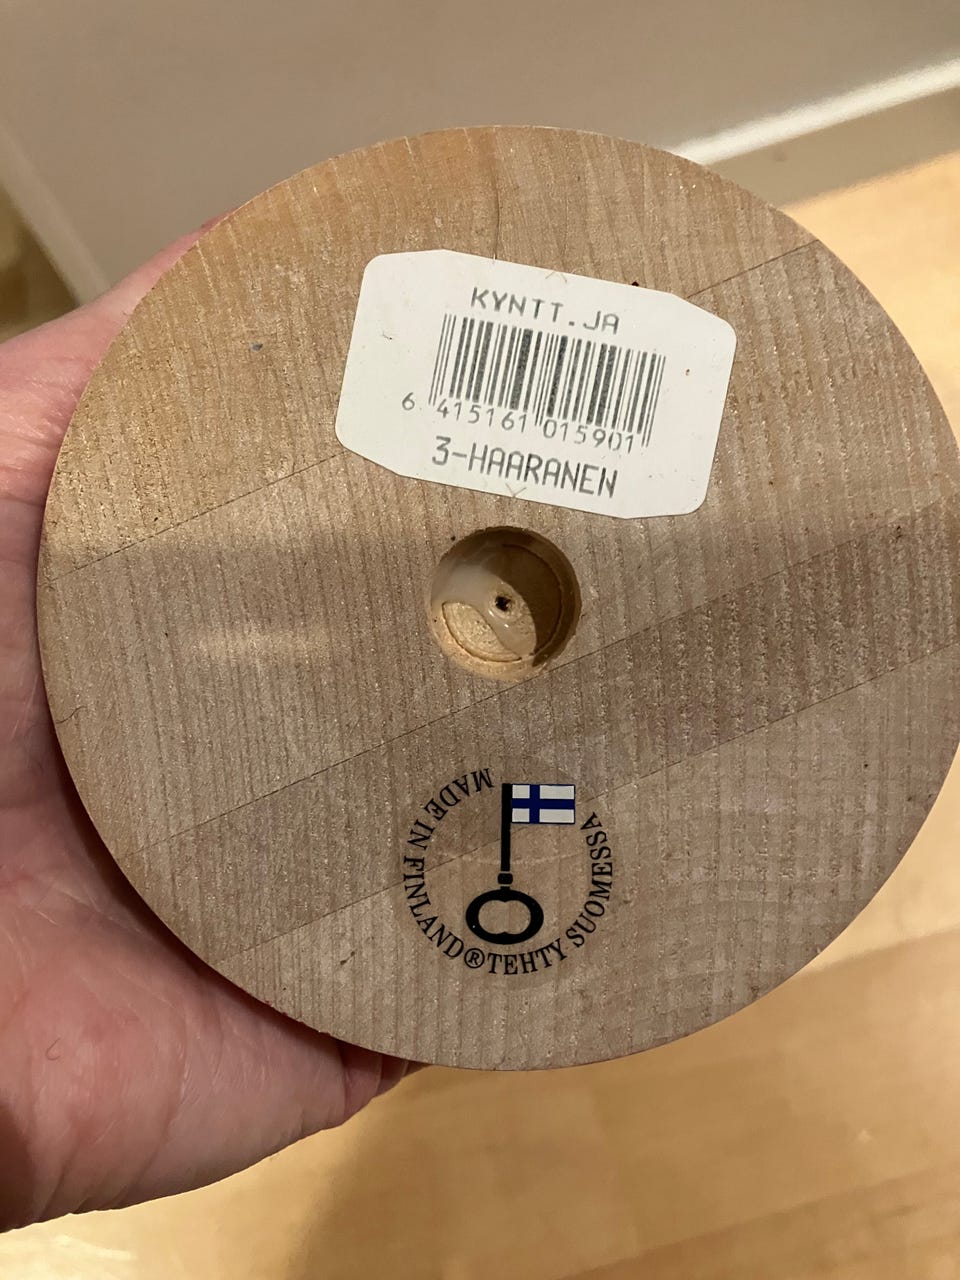 KYNTT.JA
6 415161 015901
3-HAARANEN
MADE IN FINLAND®TEHTY SUOMESSA